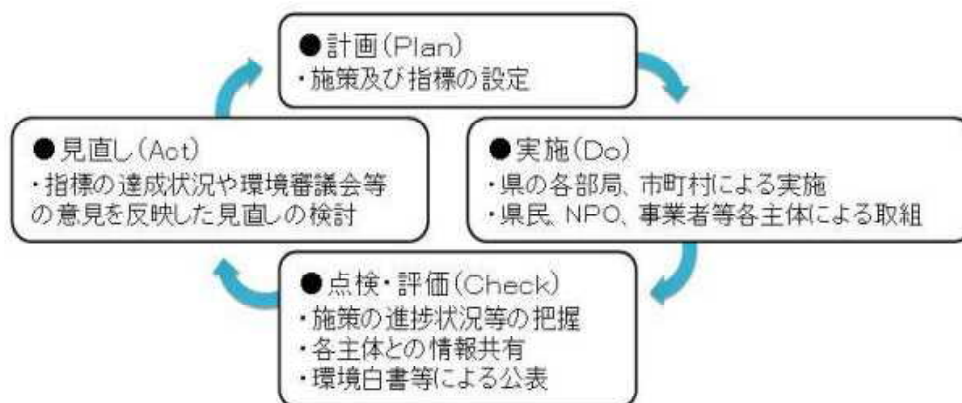 ●計画(Plan)
・施策及び指標の設定
●見直し(Act)
・指標の達成状況や環境審議会等
の意見を反映した見直しの検討
●実施(Do)
・県の各部局、市町村による実施
・県民、NPO、事業者等各主体による取組
●点検・評価(Check)
・施策の進捗状況等の把握
・各主体との情報共有
・環境白書等による公表